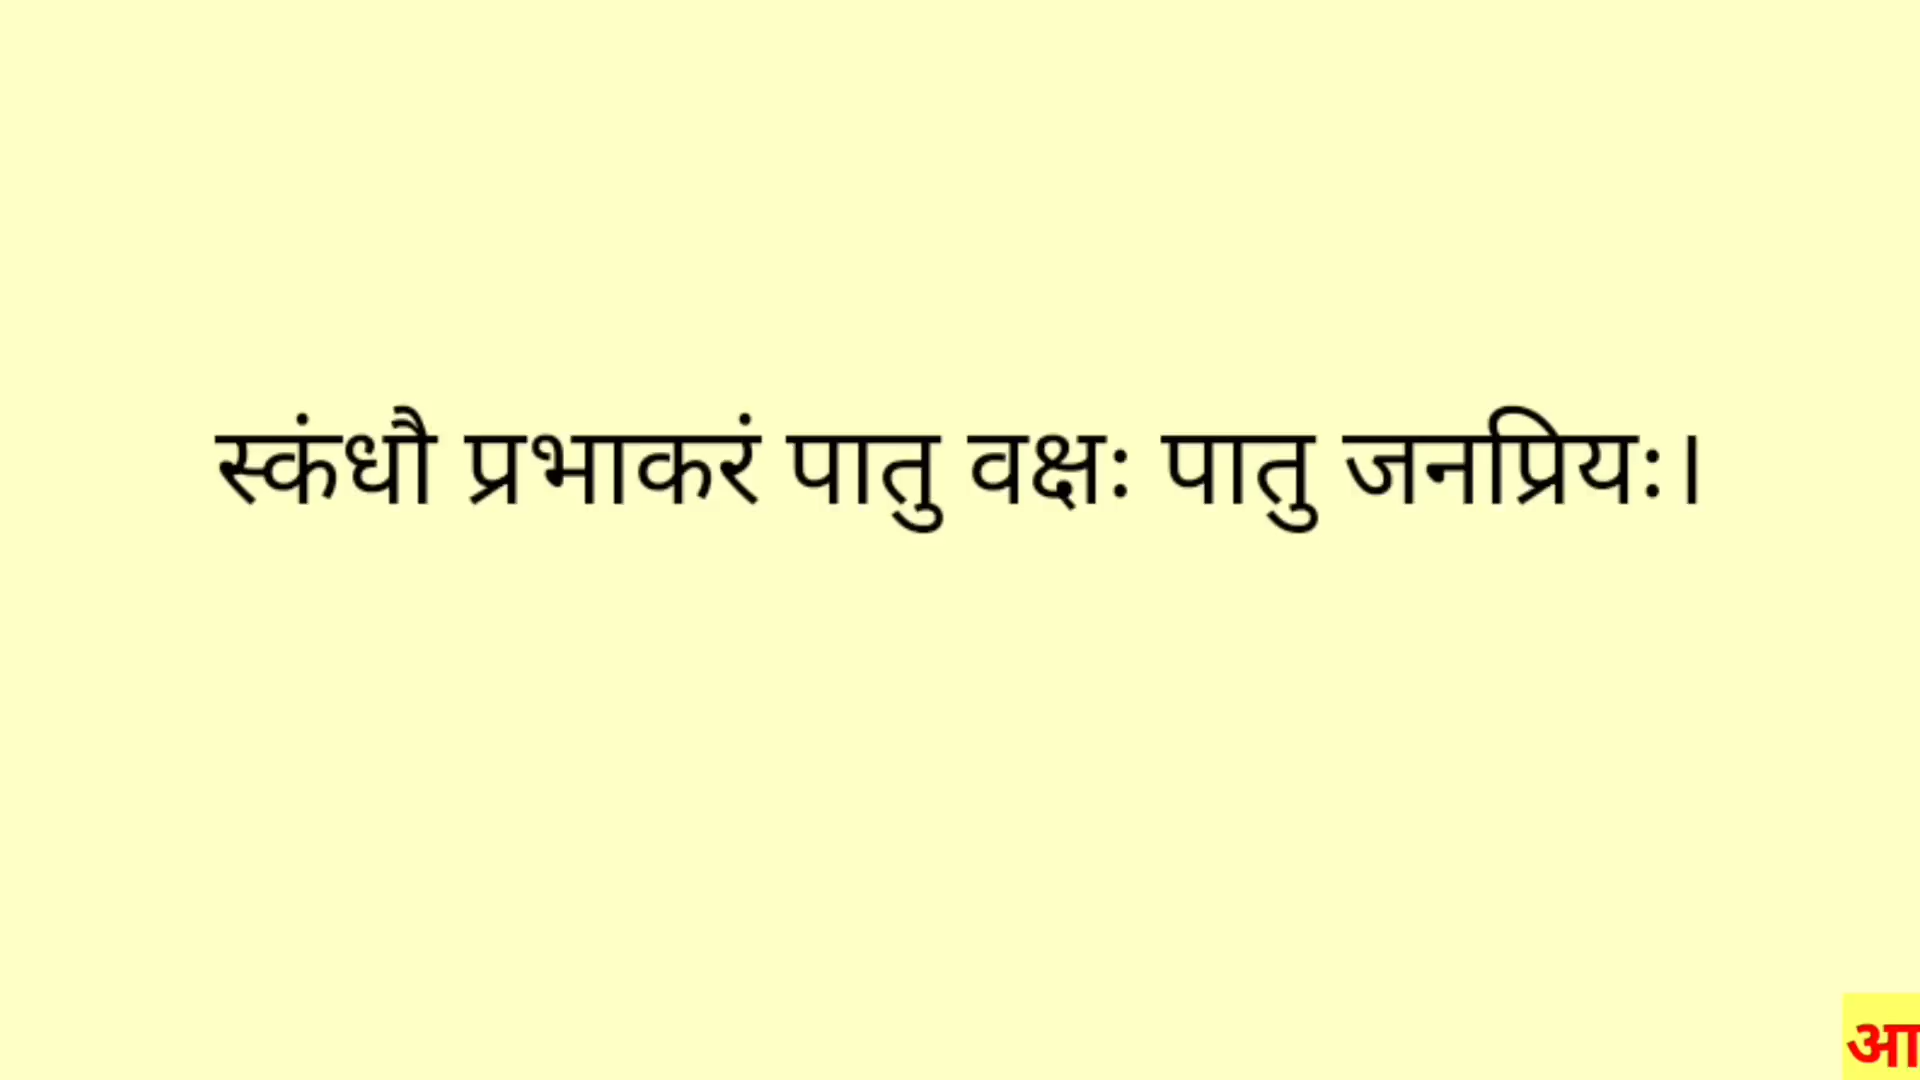 स्कंधौ प्रभाकरं पातु वक्षः पातु जनप्रियः।
आ